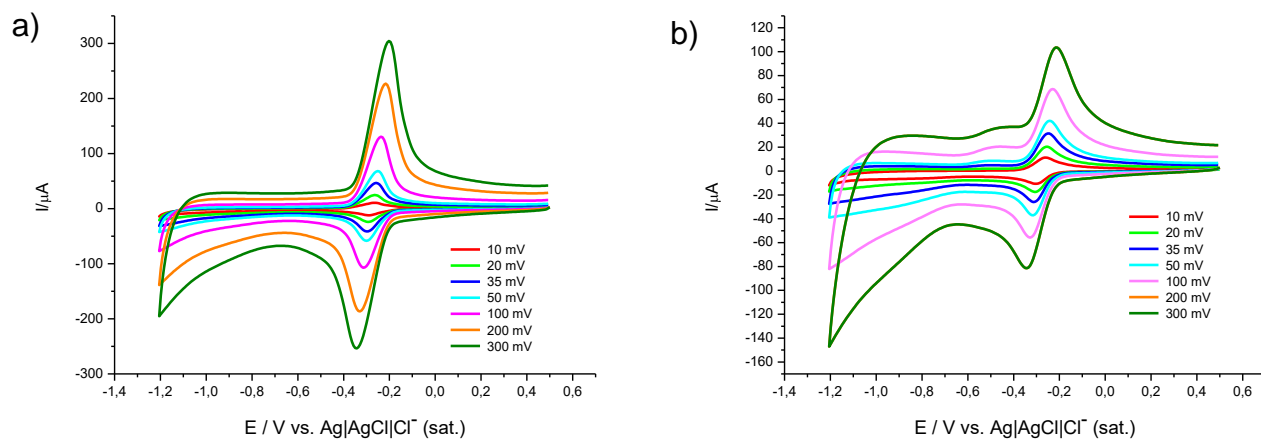 a)
I/µA
300
200
100
0
-100
-200
-300
-1,4 -1,2 -1,0 -0,8 -0,6 -0,4 -0,2 0,0 0,2 0,4 0,6
10 mV
20 mV
35 mV
50 mV
100 mV
200 mV
300 mV
E / V vs. Ag|AgCl|Cl⁻ (sat.)
b)
I/µA
120
100
80
60
40
20
0
-20
-40
-60
-80
-100
-120
-140
-160
-1,4 -1,2 -1,0 -0,8 -0,6 -0,4 -0,2 0,0 0,2 0,4 0,6
10 mV
20 mV
35 mV
50 mV
100 mV
200 mV
300 mV
E / V vs. Ag|AgCl|Cl⁻ (sat.)